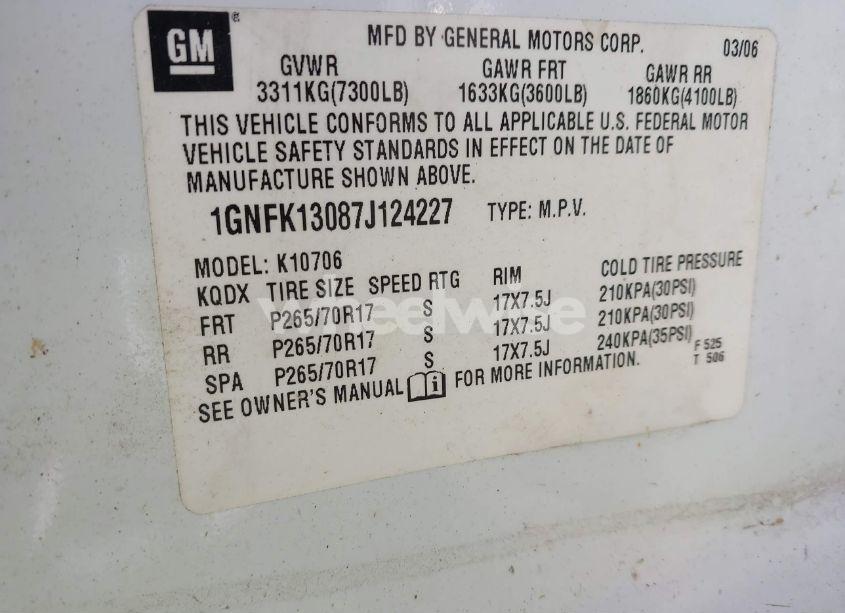 GM
MFD BY GENERAL MOTORS CORP. 03/06
GVWR GAWR FRT GAWR RR
3311KG(7300LB) 1633KG(3600LB) 1860KG(4100LB)
THIS VEHICLE CONFORMS TO ALL APPLICABLE U.S. FEDERAL MOTOR
VEHICLE SAFETY STANDARDS IN EFFECT ON THE DATE OF
MANUFACTURE SHOWN ABOVE.
1GNFK13087J124227 TYPE: M.P.V.
MODEL: K10706
KQDX TIRE SIZE SPEED RTG RIM COLD TIRE PRESSURE
FRT P265/70R17 S 17X7.5J 210KPA(30PSI)
RR P265/70R17 S 17X7.5J 210KPA(30PSI)
SPA P265/70R17 S 17X7.5J 240KPA(35PSI)
SEE OWNER'S MANUAL FOR MORE INFORMATION.
F 525
T 506
wheelwire